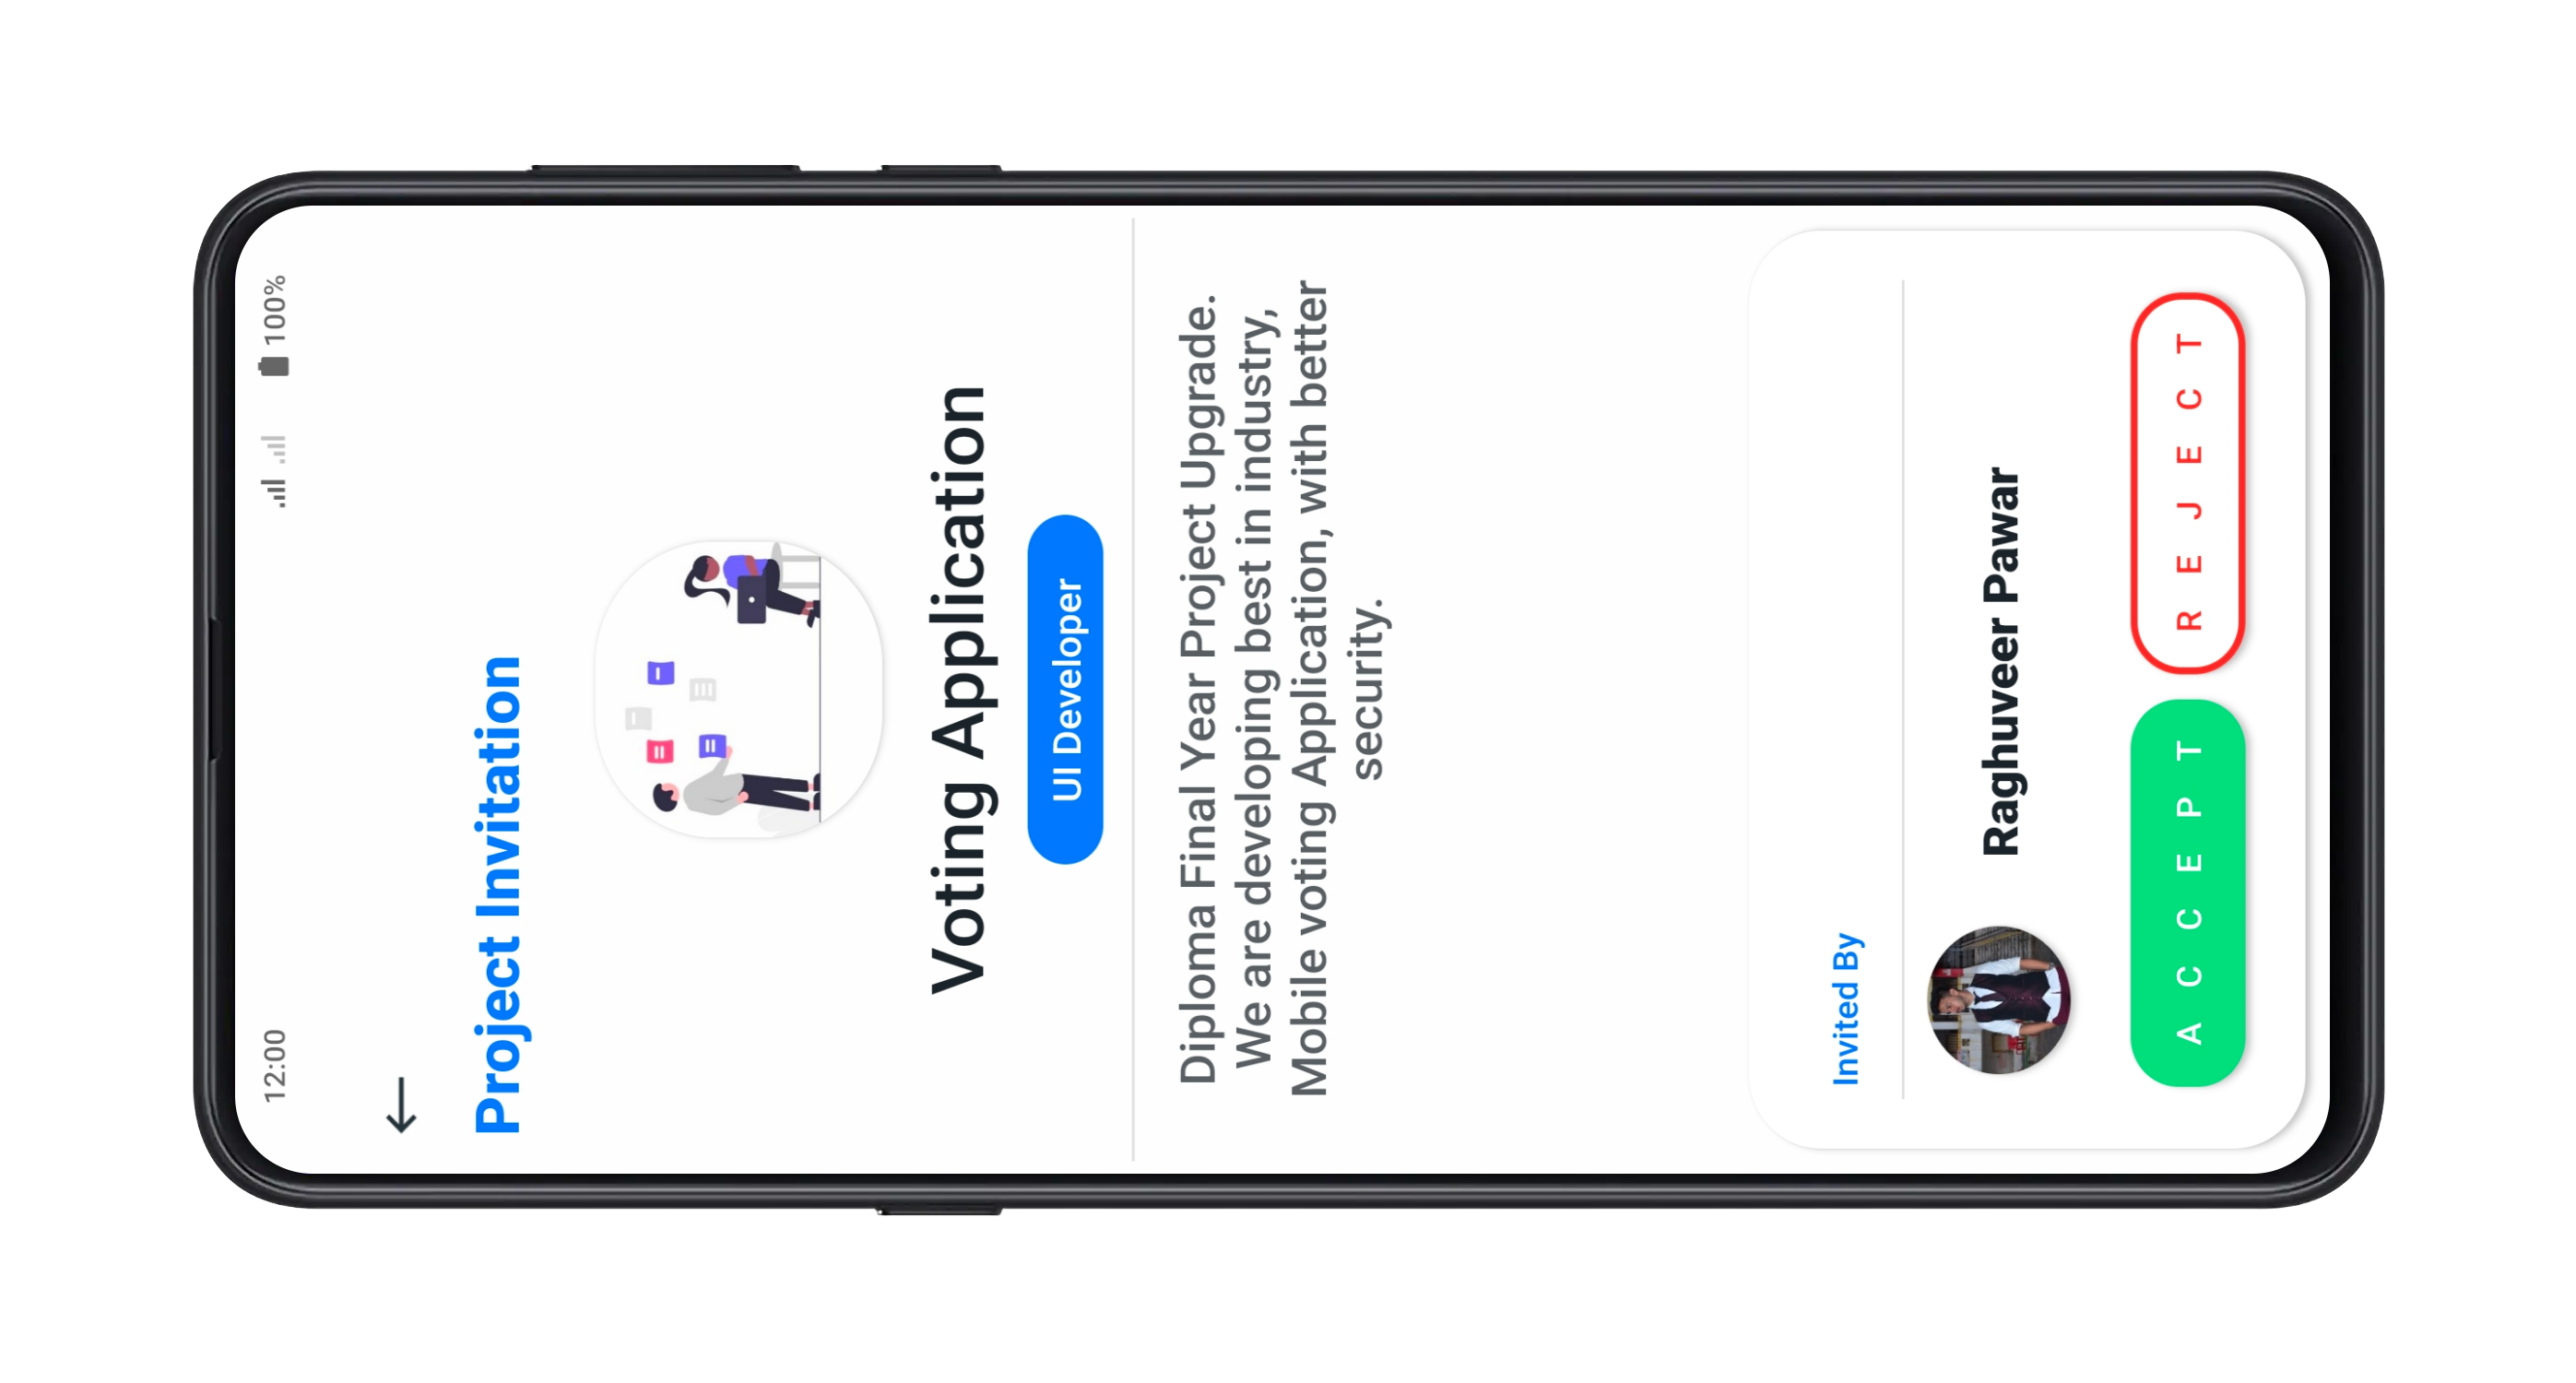 12:00 100%
Project Invitation
Voting Application
UI Developer
Diploma Final Year Project Upgrade.
We are developing best in industry,
Mobile voting Application, with better
security.
Invited By
Raghuveer Pawar
ACCEPT REJECT